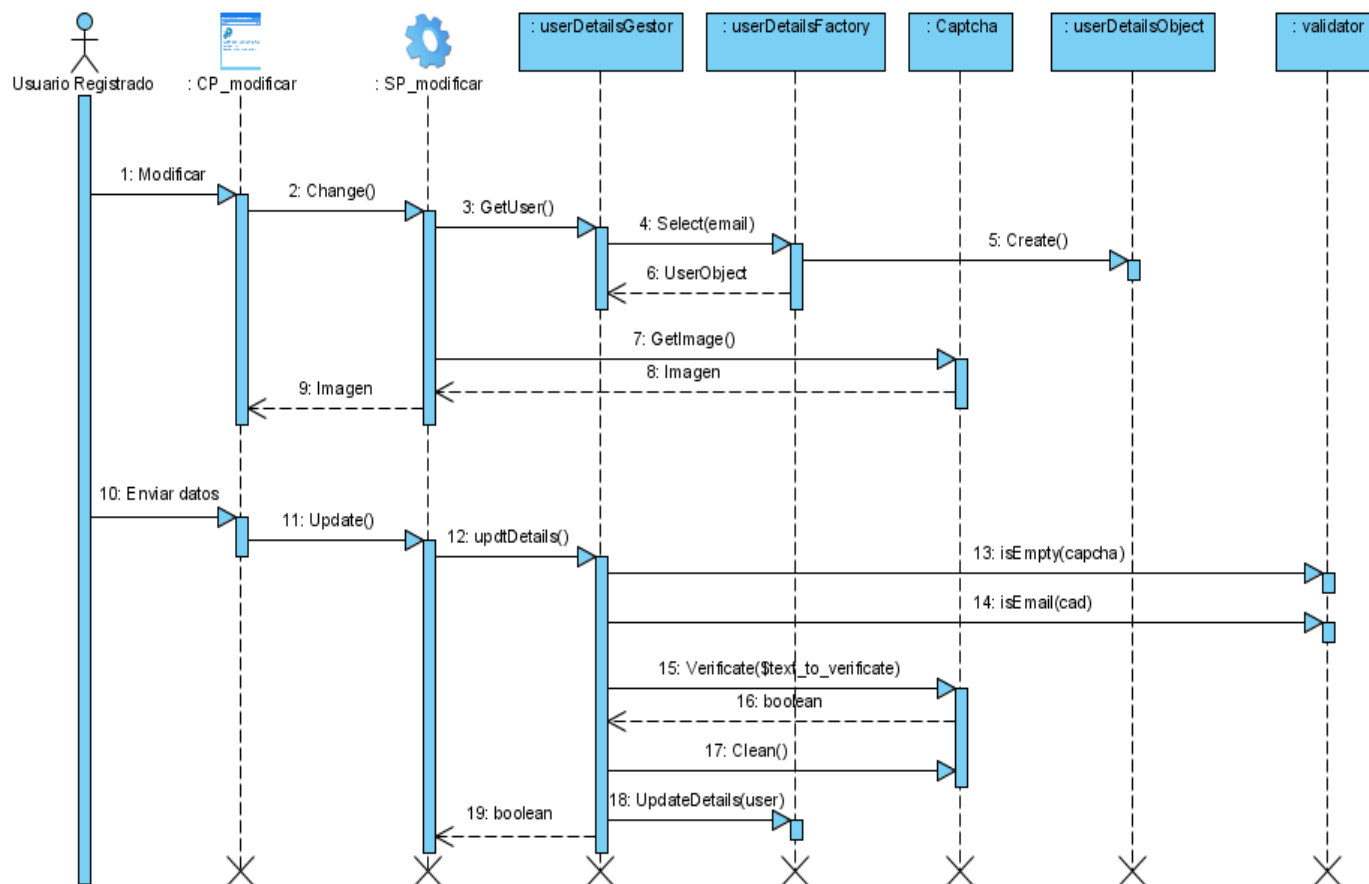 : userDetailsGestor
: userDetailsFactory
: Captcha
: userDetailsObject
: validator
Usuario Registrado
: CP_modificar
: SP_modificar
1: Modificar
2: Change()
3: GetUser()
4: Select(email)
5: Create()
6: UserObject
7: GetImage()
8: Imagen
9: Imagen
10: Enviar datos
11: Update()
12: updtDetails()
13: isEmpty(capcha)
14: isEmail(cad)
15: Verificate($text_to_verificate)
16: boolean
17: Clean()
18: UpdateDetails(user)
19: boolean